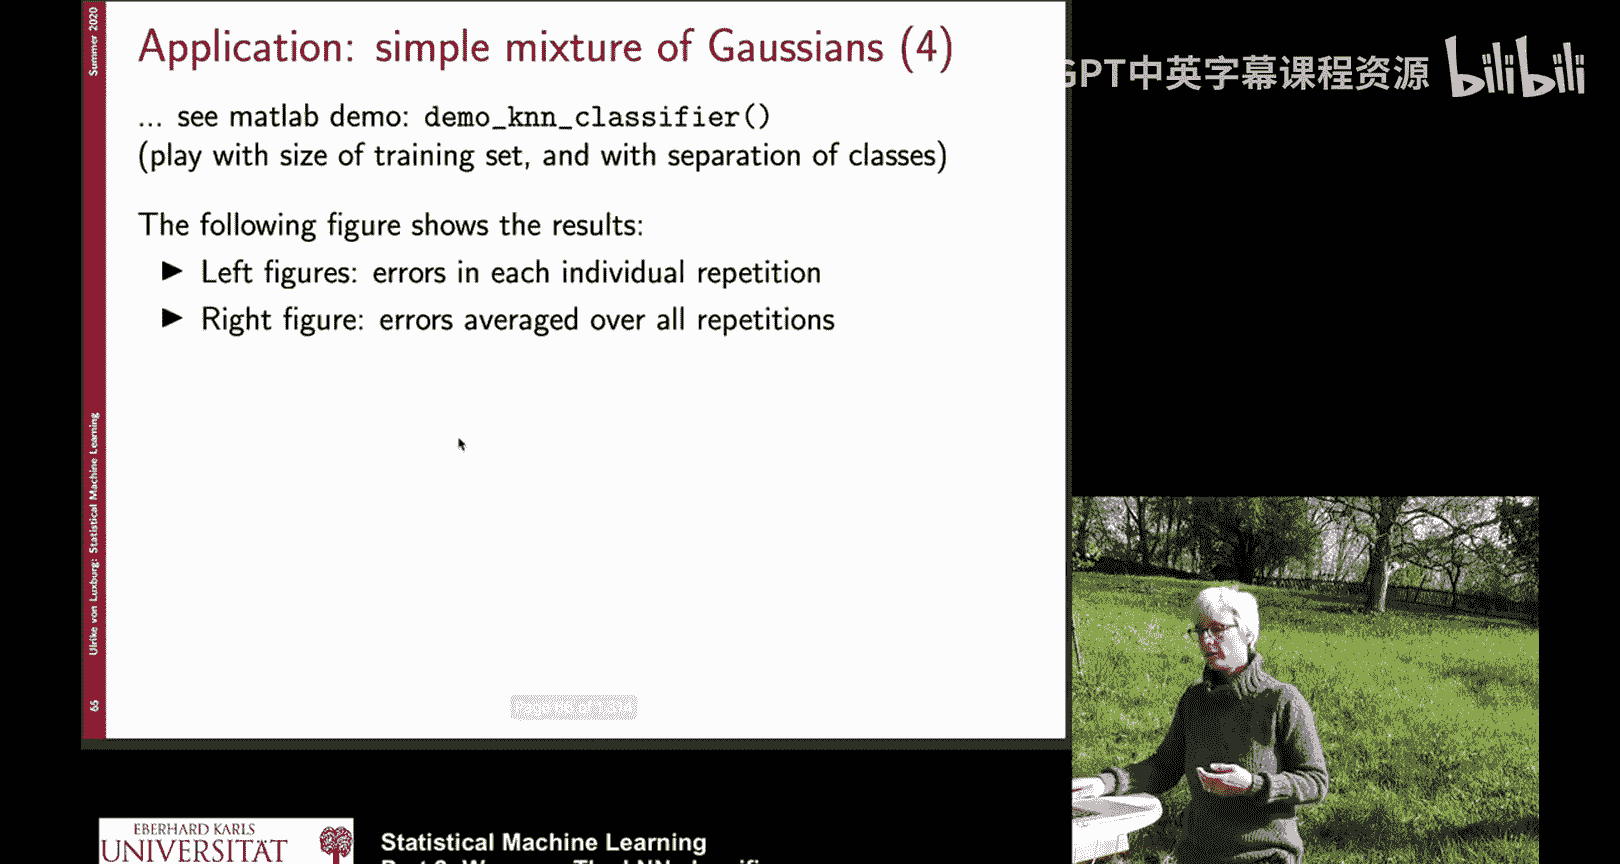 Application: simple mixture of Gaussians (4)
... see matlab demo: demo_knn_classifier()
(play with size of training set, and with separation of classes)
The following figure shows the results:
▶ Left figures: errors in each individual repetition
▶ Right figure: errors averaged over all repetitions
Summer 2020
Ulrike von Luxburg: Statistical Machine Learning
65
GPT中英字幕课程资源
bilibili
EBERHARD KARLS
UNIVERSITÄT
Statistical Machine Learning